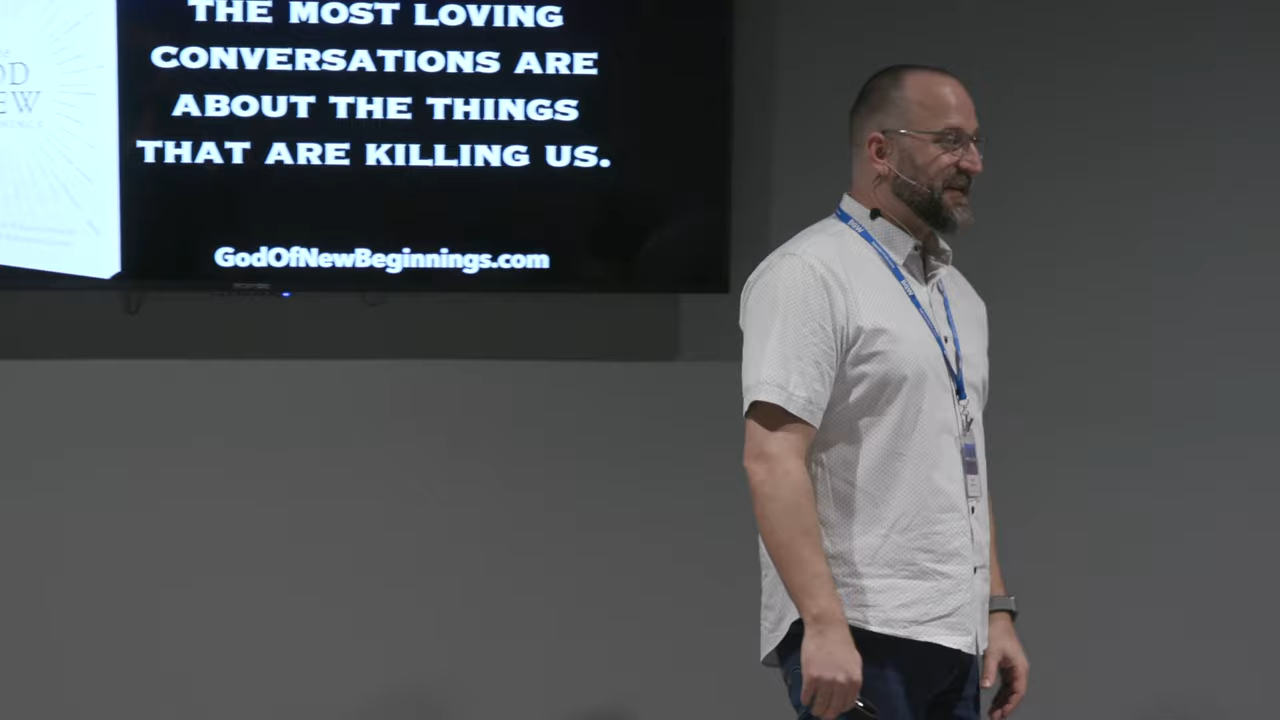 THE MOST LOVING
CONVERSATIONS ARE
ABOUT THE THINGS
THAT ARE KILLING US.
GodOfNewBeginnings.com